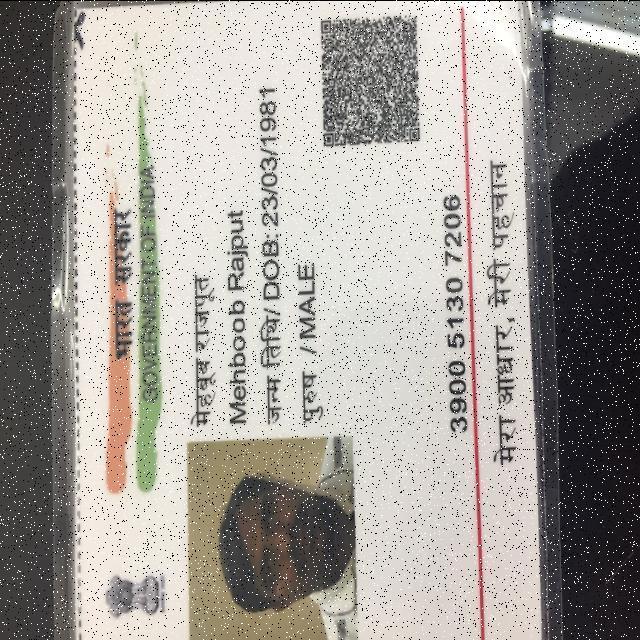 भारत सरकार
GOVERNMENT OF INDIA
मेहबूब राजपूत
Mehboob Rajput
जन्म तिथि/ DOB: 23/03/1981
पुरुष / MALE
3900 5130 7206
मेरा आधार, मेरी पहचान